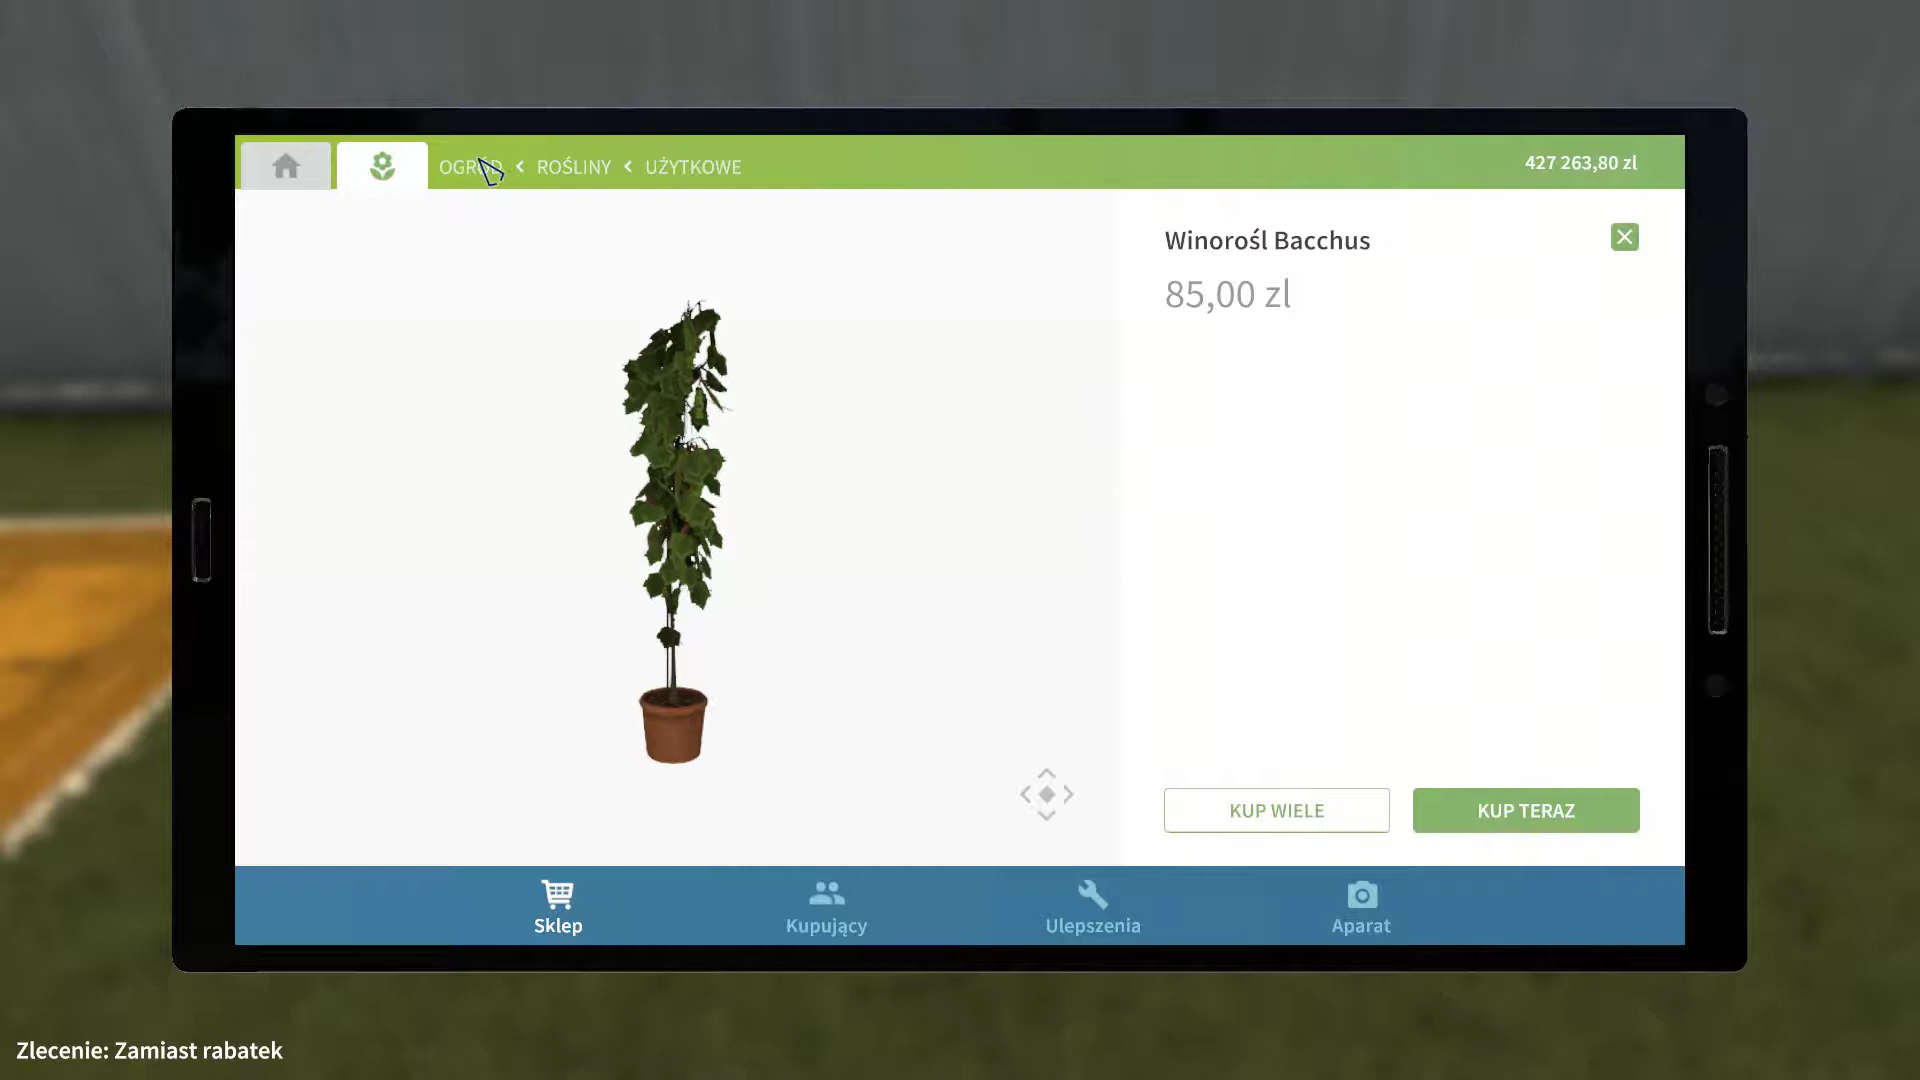 OGRÓD < ROŚLINY < UŻYTKOWE
427 263,80 zl
Winorośl Bacchus
85,00 zl
KUP WIELE
KUP TERAZ
Sklep
Kupujący
Ulepszenia
Aparat
Zlecenie: Zamiast rabatek